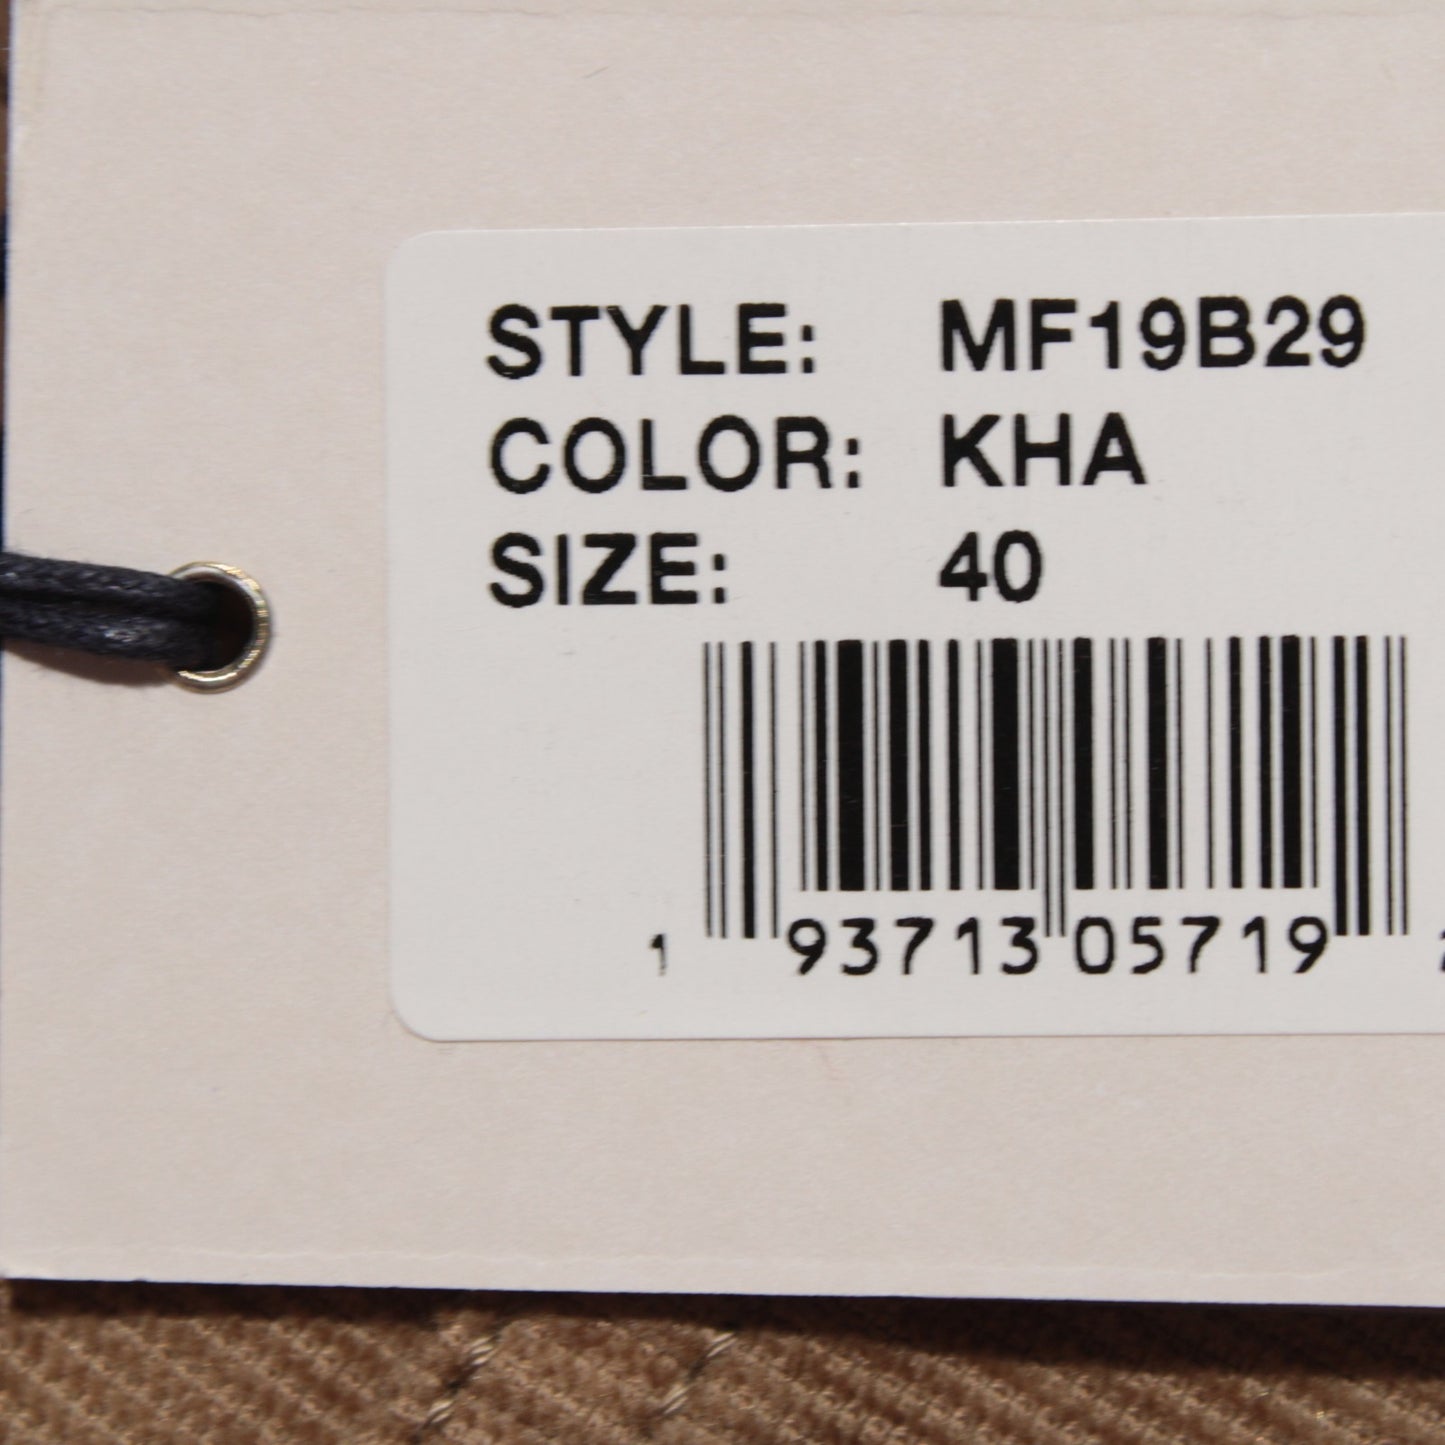 STYLE: MF19B29
COLOR: KHA
SIZE: 40
1 93713 05719